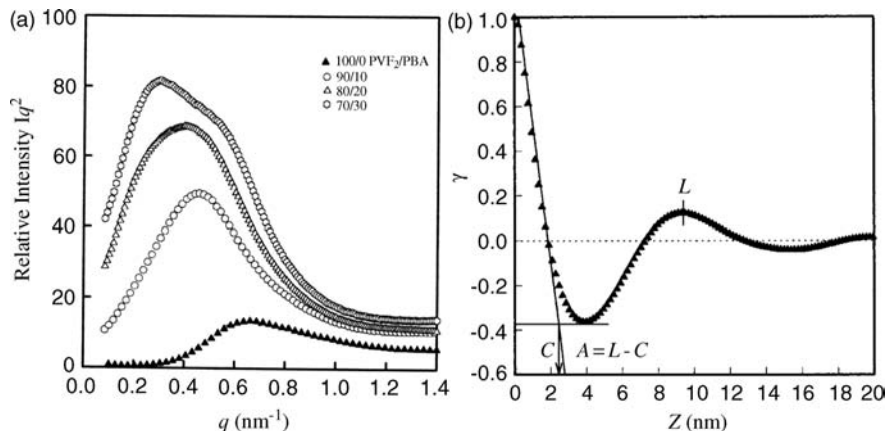 (a)
100
80
60
40
20
0
Relative Intensity Iq²
▲ 100/0 PVF₂/PBA
○ 90/10
△ 80/20
○ 70/30
0.0 0.2 0.4 0.6 0.8 1.0 1.2 1.4
q (nm⁻¹)
(b)
1.0
0.8
0.6
0.4
0.2
0.0
-0.2
-0.4
-0.6
γ
L
C
A = L - C
0 2 4 6 8 10 12 14 16 18 20
Z (nm)